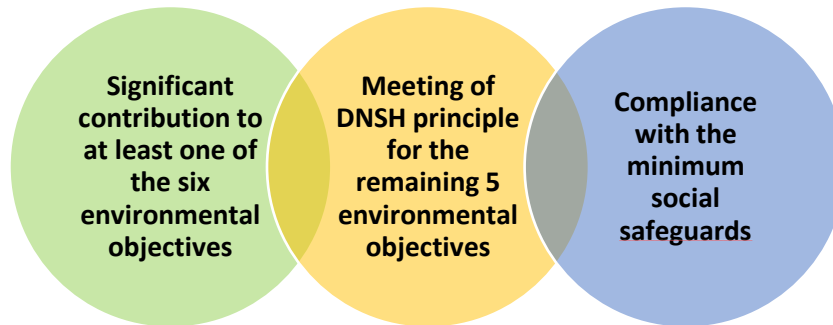 Significant
contribution to
at least one of
the six
environmental
objectives
Meeting of
DNSH principle
for the
remaining 5
environmental
objectives
Compliance
with the
minimum
social
safeguards